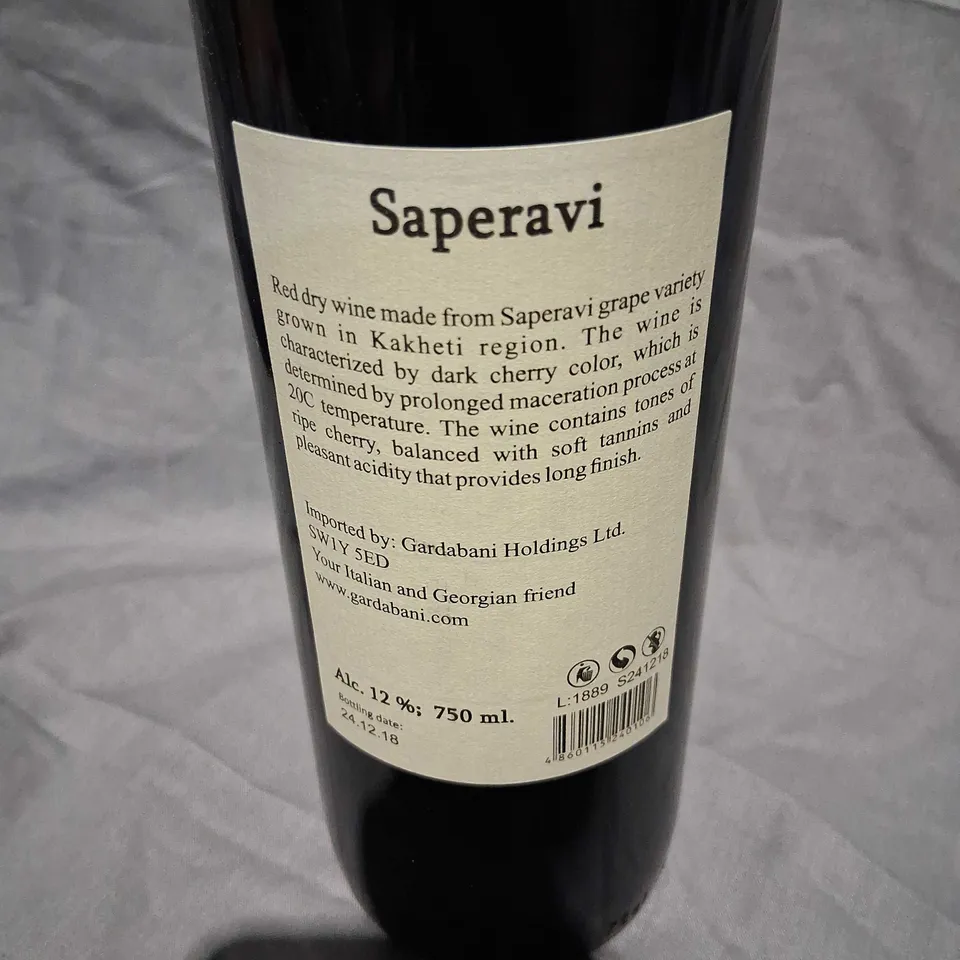 Saperavi
Red dry wine made from Saperavi grape variety
grown in Kakheti region. The wine is
characterized by dark cherry color, which is
determined by prolonged maceration process at
20C temperature. The wine contains tones of
ripe cherry, balanced with soft tannins and
pleasant acidity that provides long finish.
Imported by: Gardabani Holdings Ltd.
SW1Y 5ED
Your Italian and Georgian friend
www.gardabani.com
Alc. 12 %; 750 ml.
Bottling date:
24.12.18
L:1889 S241218